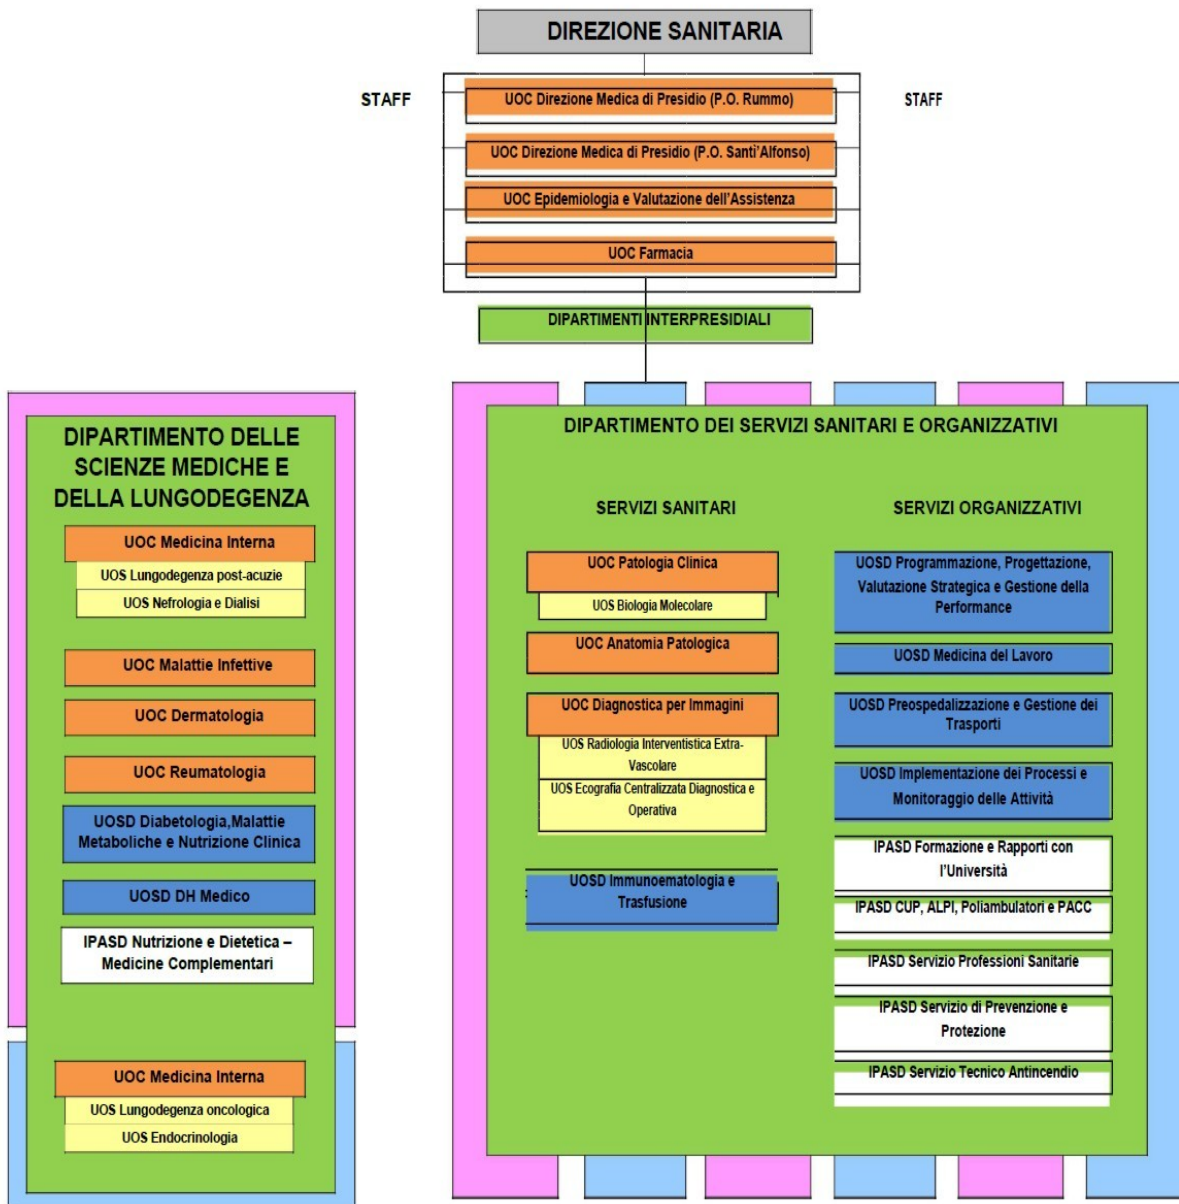 DIREZIONE SANITARIA
STAFF
STAFF
UOC Direzione Medica di Presidio (P.O. Rummo)
UOC Direzione Medica di Presidio (P.O. Santi’Alfonso)
UOC Epidemiologia e Valutazione dell’Assistenza
UOC Farmacia
DIPARTIMENTI INTERPRESIDIALI
DIPARTIMENTO DELLE
SCIENZE MEDICHE E
DELLA LUNGODEGENZA
UOC Medicina Interna
UOS Lungodegenza post-acuzie
UOS Nefrologia e Dialisi
UOC Malattie Infettive
UOC Dermatologia
UOC Reumatologia
UOSD Diabetologia,Malattie
Metaboliche e Nutrizione Clinica
UOSD DH Medico
IPASD Nutrizione e Dietetica –
Medicine Complementari
UOC Medicina Interna
UOS Lungodegenza oncologica
UOS Endocrinologia
DIPARTIMENTO DEI SERVIZI SANITARI E ORGANIZZATIVI
SERVIZI SANITARI
UOC Patologia Clinica
UOS Biologia Molecolare
UOC Anatomia Patologica
UOC Diagnostica per Immagini
UOS Radiologia Interventistica Extra-
Vascolare
UOS Ecografia Centralizzata Diagnostica e
Operativa
UOSD Immunoematologia e
Trasfusione
SERVIZI ORGANIZZATIVI
UOSD Programmazione, Progettazione,
Valutazione Strategica e Gestione della
Performance
UOSD Medicina del Lavoro
UOSD Preospedalizzazione e Gestione dei
Trasporti
UOSD Implementazione dei Processi e
Monitoraggio delle Attività
IPASD Formazione e Rapporti con
l’Università
IPASD CUP, ALPI, Poliambulatori e PACC
IPASD Servizio Professioni Sanitarie
IPASD Servizio di Prevenzione e
Protezione
IPASD Servizio Tecnico Antincendio